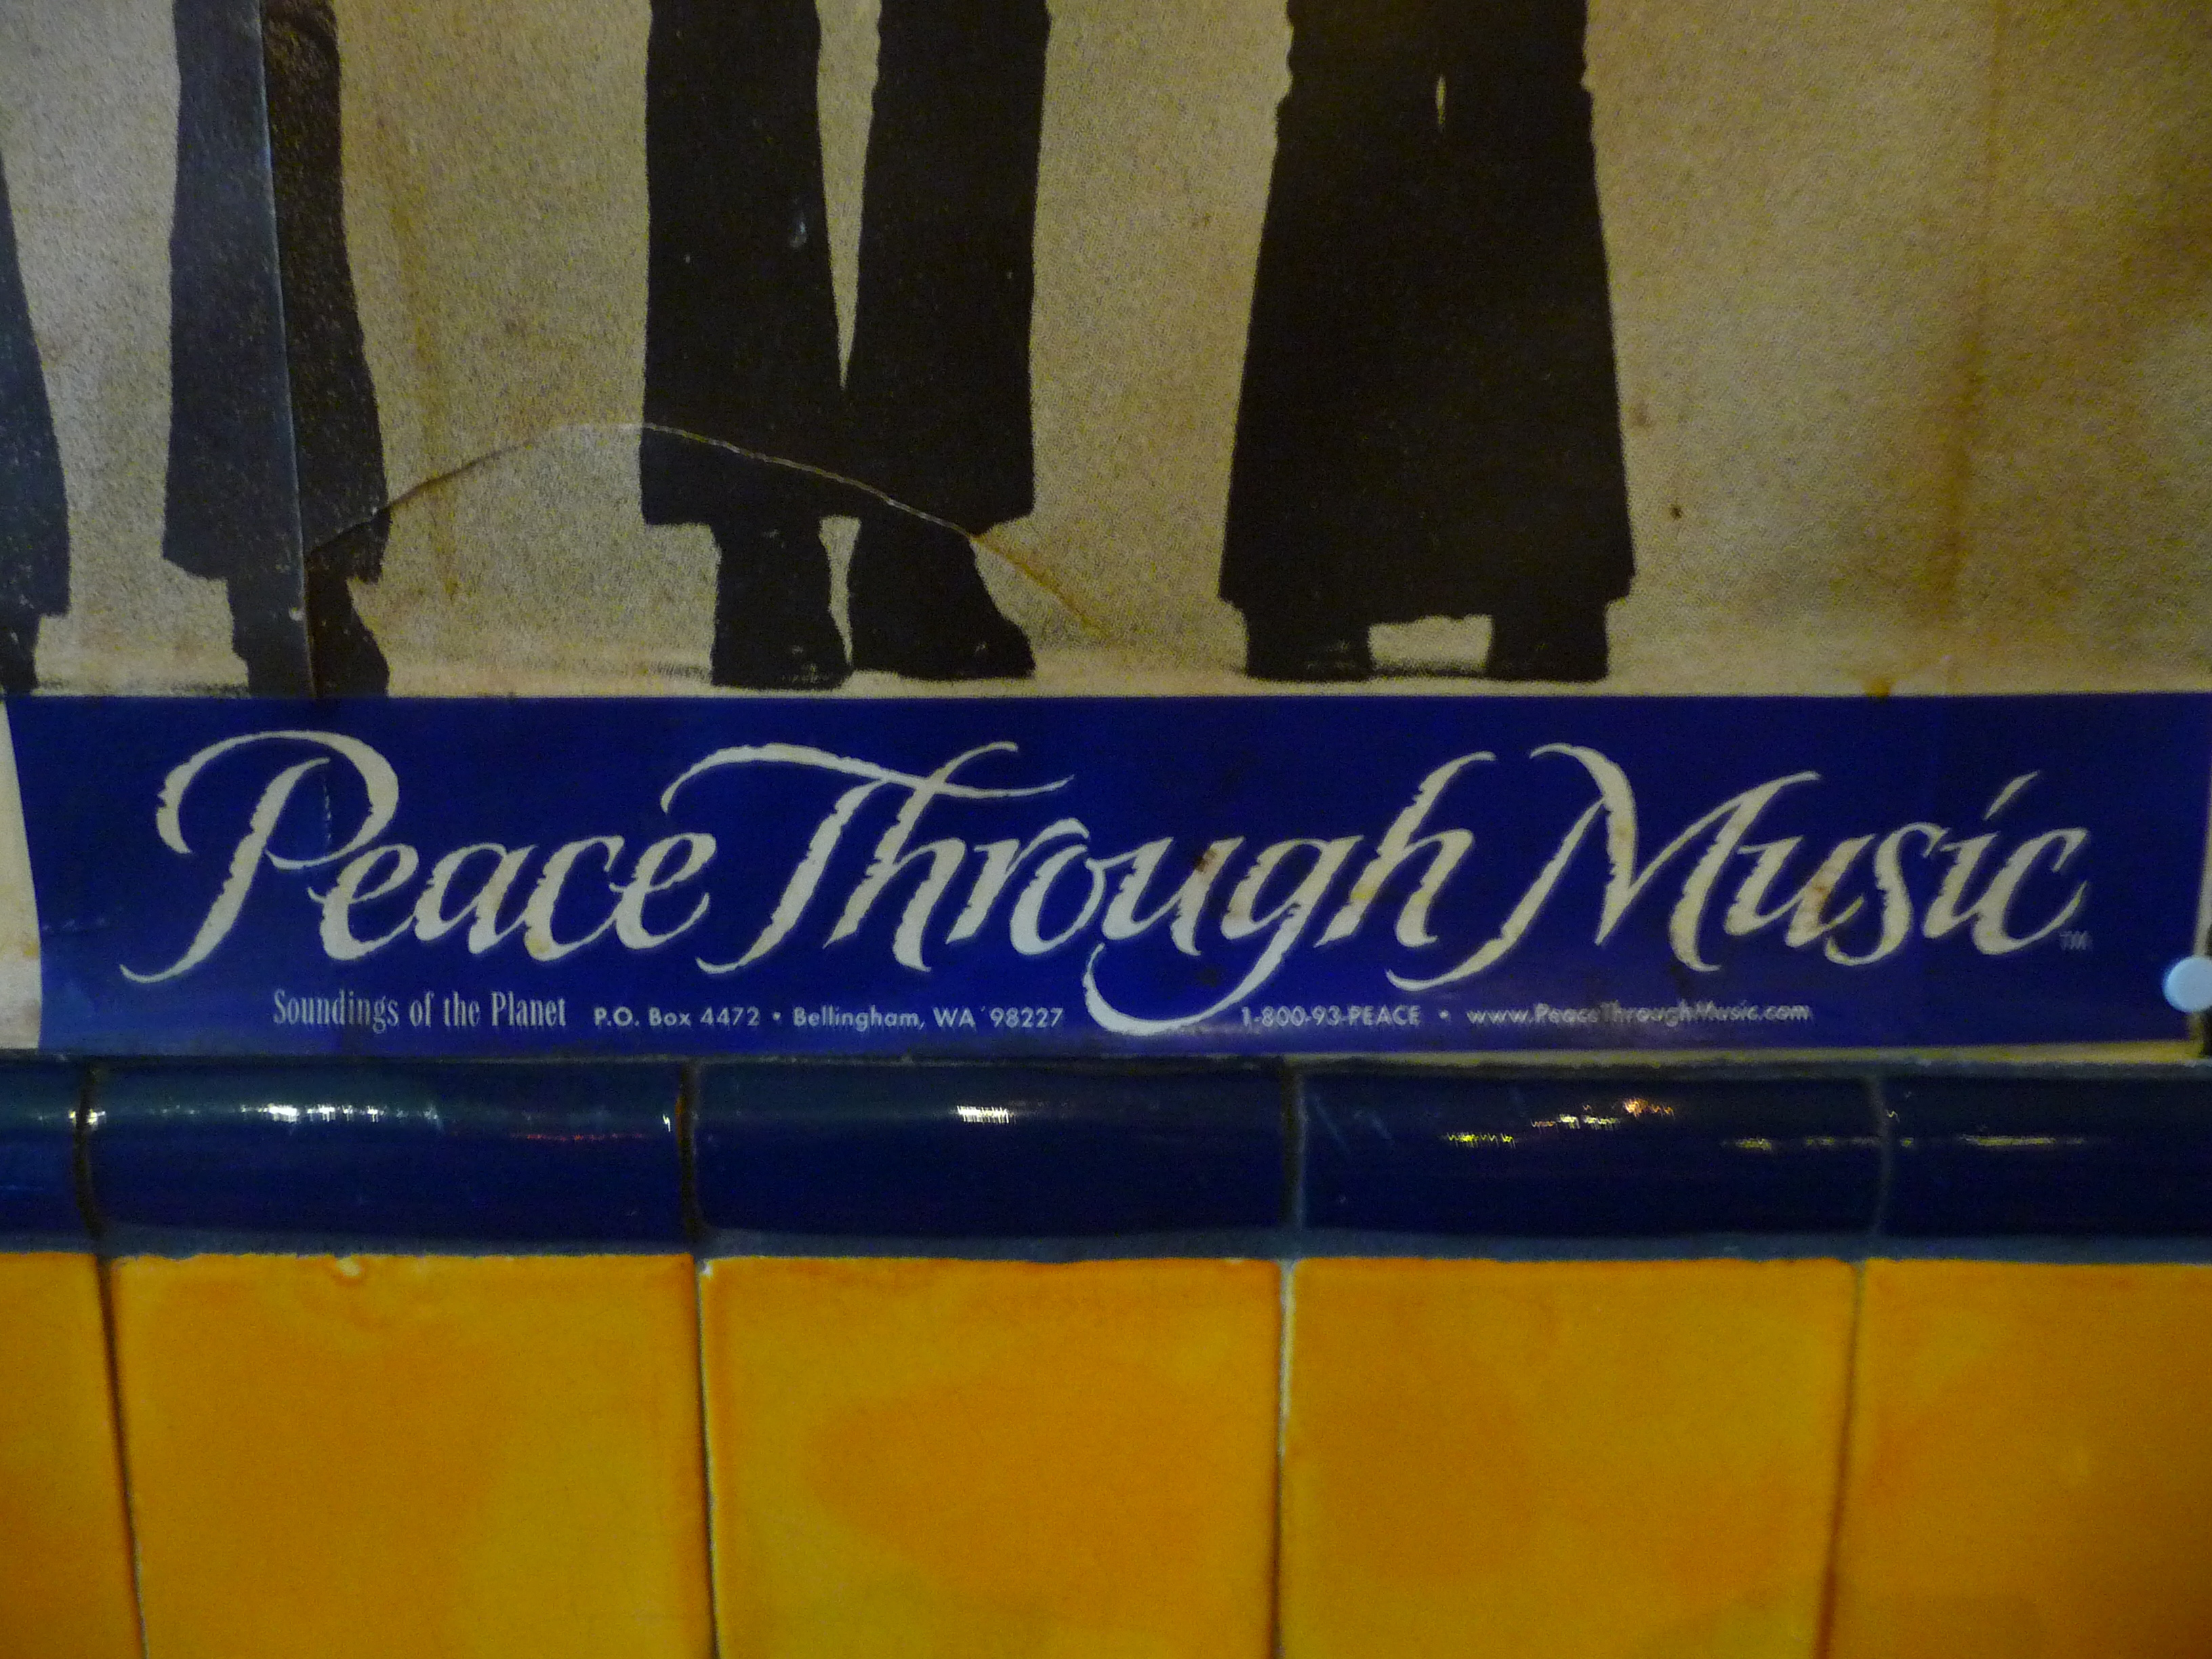 Peace Through Music™
Soundings of the Planet P.O. Box 4472 • Bellingham, WA 98227 1-800-93-PEACE • www.PeaceThroughMusic.com